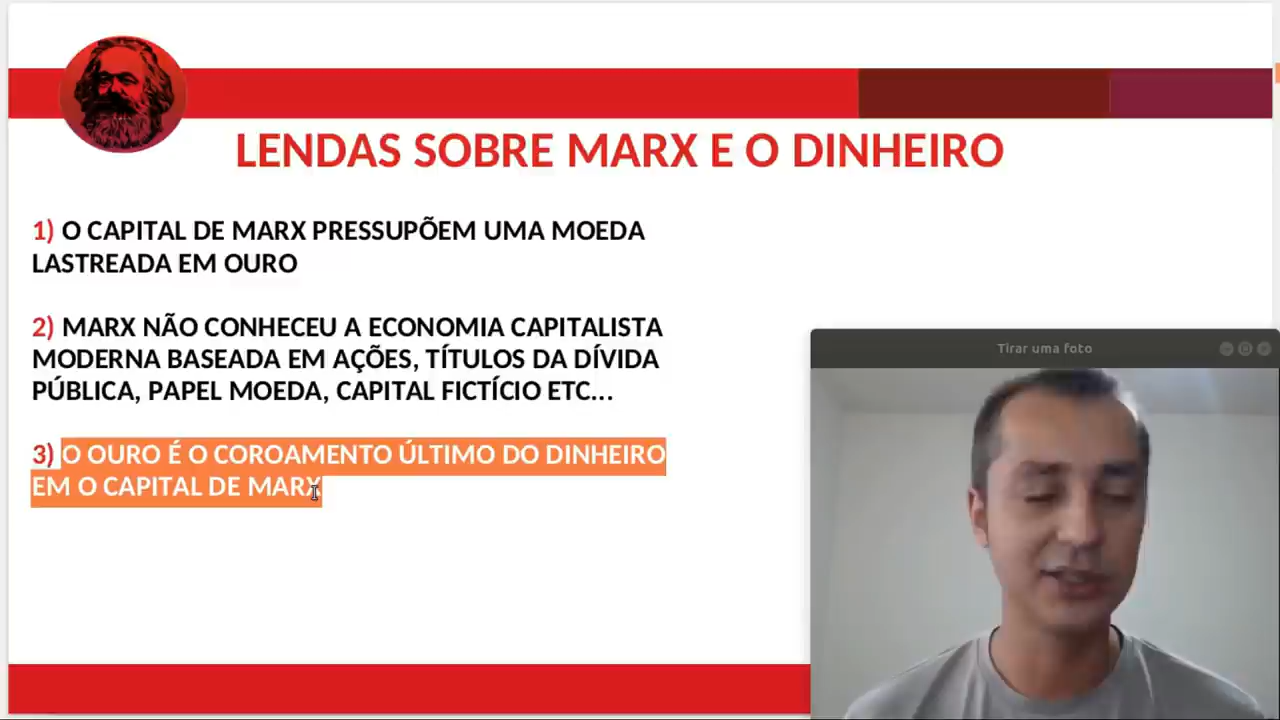 LENDAS SOBRE MARX E O DINHEIRO
1) O CAPITAL DE MARX PRESSUPÕEM UMA MOEDA
LASTREADA EM OURO
2) MARX NÃO CONHECEU A ECONOMIA CAPITALISTA
MODERNA BASEADA EM AÇÕES, TÍTULOS DA DÍVIDA
PÚBLICA, PAPEL MOEDA, CAPITAL FICTÍCIO ETC...
3) O OURO É O COROAMENTO ÚLTIMO DO DINHEIRO
EM O CAPITAL DE MARX
Tirar uma foto